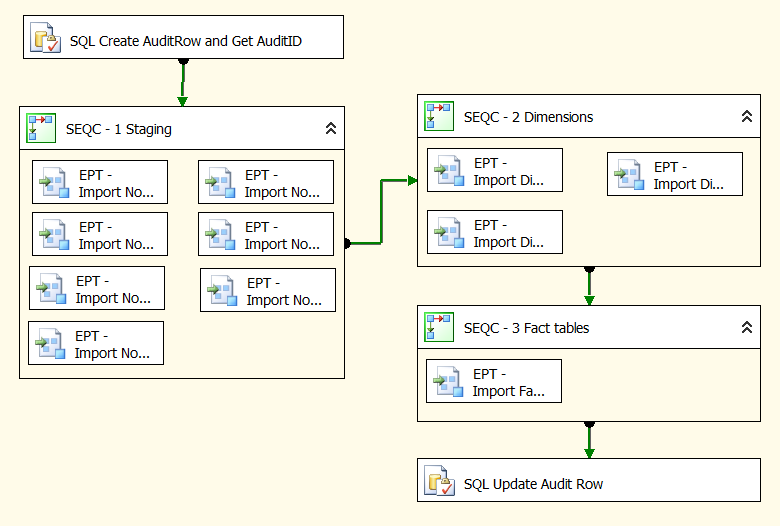 SQL Create AuditRow and Get AuditID
SEQC - 1 Staging
EPT -
Import No...
EPT -
Import No...
EPT -
Import No...
EPT -
Import No...
EPT -
Import No...
EPT -
Import No...
EPT -
Import No...
SEQC - 2 Dimensions
EPT -
Import Di...
EPT -
Import Di...
EPT -
Import Di...
SEQC - 3 Fact tables
EPT -
Import Fa...
SQL Update Audit Row